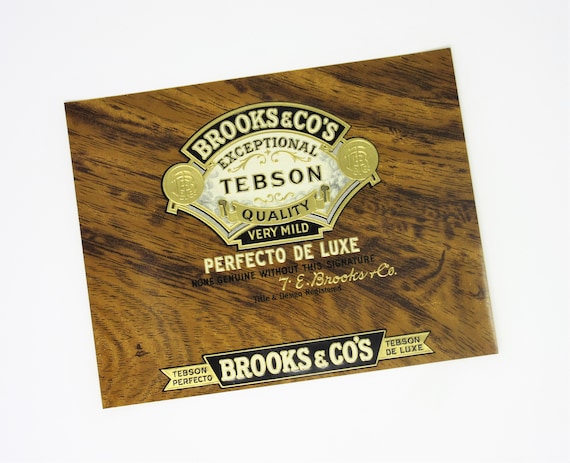 BROOKS & CO'S
EXCEPTIONAL
TEBSON
QUALITY
VERY MILD
PERFECTO DE LUXE
NONE GENUINE WITHOUT THIS SIGNATURE
T. E. Brooks & Co.
Title & Design Registered
TEBSON PERFECTO
BROOKS & CO'S
TEBSON DE LUXE